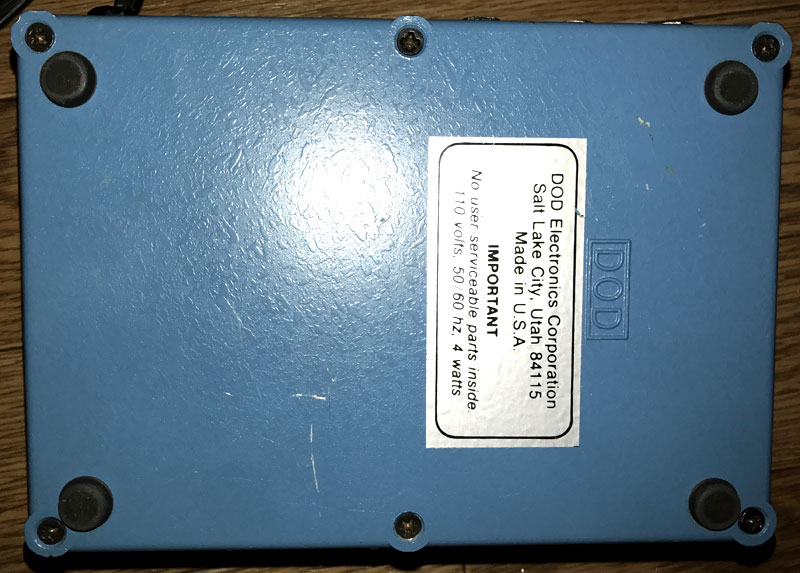 DOD
DOD Electronics Corporation
Salt Lake City, Utah 84115
Made in U.S.A.
IMPORTANT
No user serviceable parts inside.
110 volts, 50/60 hz, 4 watts